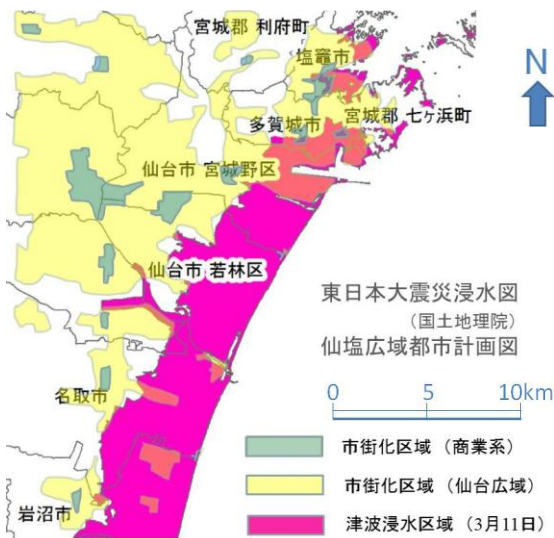 宮城郡 利府町
塩竈市
宮城郡 七ヶ浜町
多賀城市
仙台市 宮城野区
仙台市 若林区
名取市
岩沼市
N
東日本大震災浸水図
(国土地理院)
仙塩広域都市計画図
0 5 10km
市街化区域(商業系)
市街化区域(仙台広域)
津波浸水区域(3月11日)